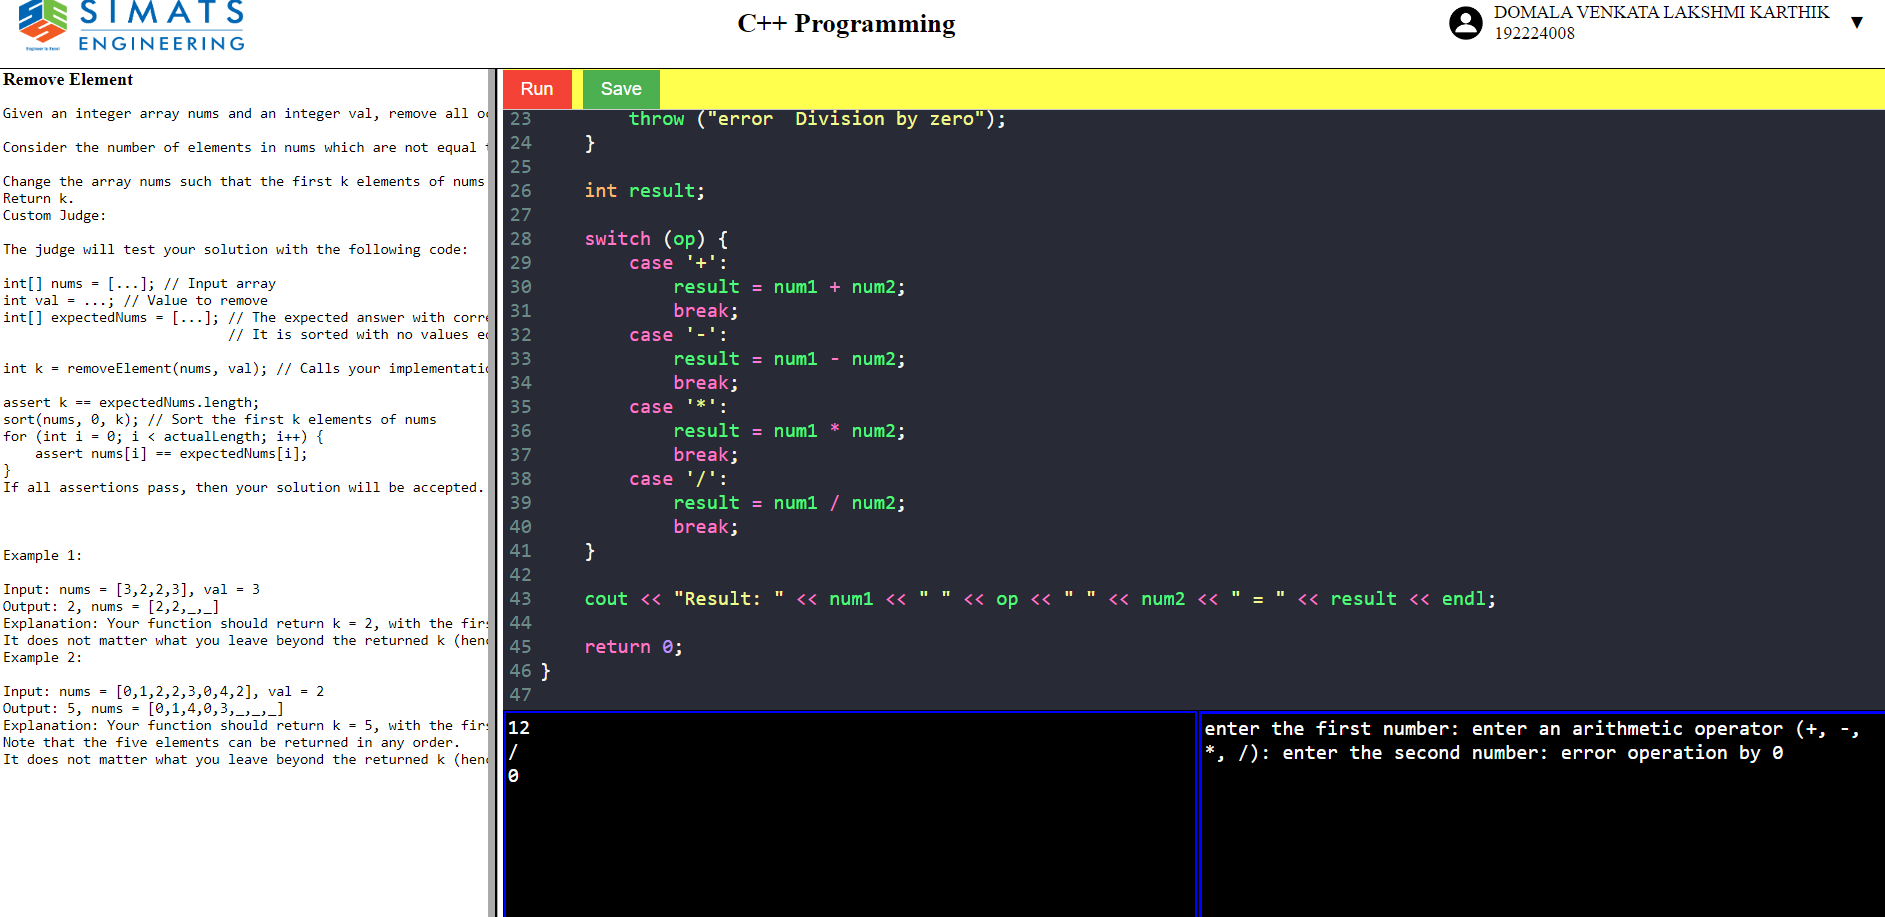 SIMATS
ENGINEERING
Engineer to Excel
C++ Programming
DOMALA VENKATA LAKSHMI KARTHIK
192224008
Remove Element
Given an integer array nums and an integer val, remove all
Consider the number of elements in nums which are not equal
Change the array nums such that the first k elements of nums
Return k.
Custom Judge:
The judge will test your solution with the following code:
int[] nums = [...]; // Input array
int val = ...; // Value to remove
int[] expectedNums = [...]; // The expected answer with
// It is sorted with no values
int k = removeElement(nums, val); // Calls your
assert k == expectedNums.length;
sort(nums, 0, k); // Sort the first k elements of nums
for (int i = 0; i < actualLength; i++) {
    assert nums[i] == expectedNums[i];
}
If all assertions pass, then your solution will be accepted.
Example 1:
Input: nums = [3,2,2,3], val = 3
Output: 2, nums = [2,2,_,_]
Explanation: Your function should return k = 2, with the
It does not matter what you leave beyond the returned k
Example 2:
Input: nums = [0,1,2,2,3,0,4,2], val = 2
Output: 5, nums = [0,1,4,0,3,_,_,_]
Explanation: Your function should return k = 5, with the
Note that the five elements can be returned in any order.
It does not matter what you leave beyond the returned k
Run Save
23 throw ("error  Division by zero");
24 }
25
26 int result;
27
28 switch (op) {
29 case '+':
30 result = num1 + num2;
31 break;
32 case '-':
33 result = num1 - num2;
34 break;
35 case '*':
36 result = num1 * num2;
37 break;
38 case '/':
39 result = num1 / num2;
40 break;
41 }
42
43 cout << "Result: " << num1 << " " << op << " " << num2 << " = " << result << endl;
44
45 return 0;
46 }
47
12
/
0
enter the first number: enter an arithmetic operator (+, -,
*, /): enter the second number: error operation by 0